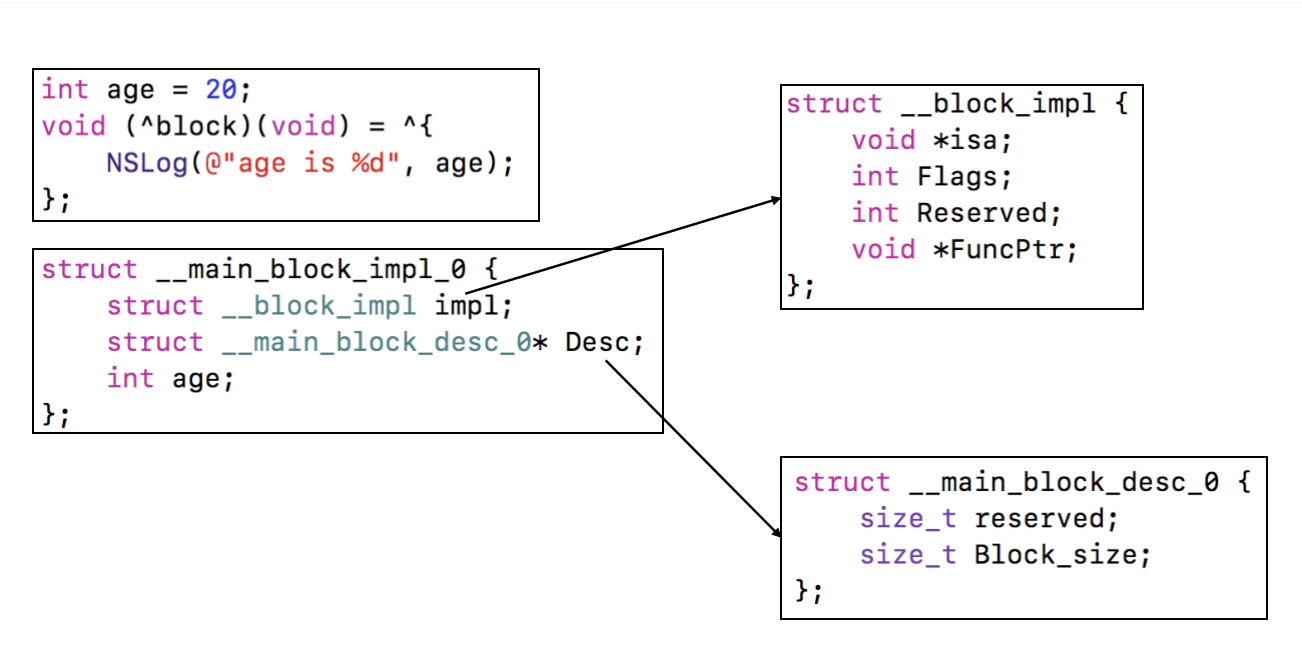 int age = 20;
void (^block)(void) = ^{
    NSLog(@"age is %d", age);
};
struct __main_block_impl_0 {
    struct __block_impl impl;
    struct __main_block_desc_0* Desc;
    int age;
};
struct __block_impl {
    void *isa;
    int Flags;
    int Reserved;
    void *FuncPtr;
};
struct __main_block_desc_0 {
    size_t reserved;
    size_t Block_size;
};